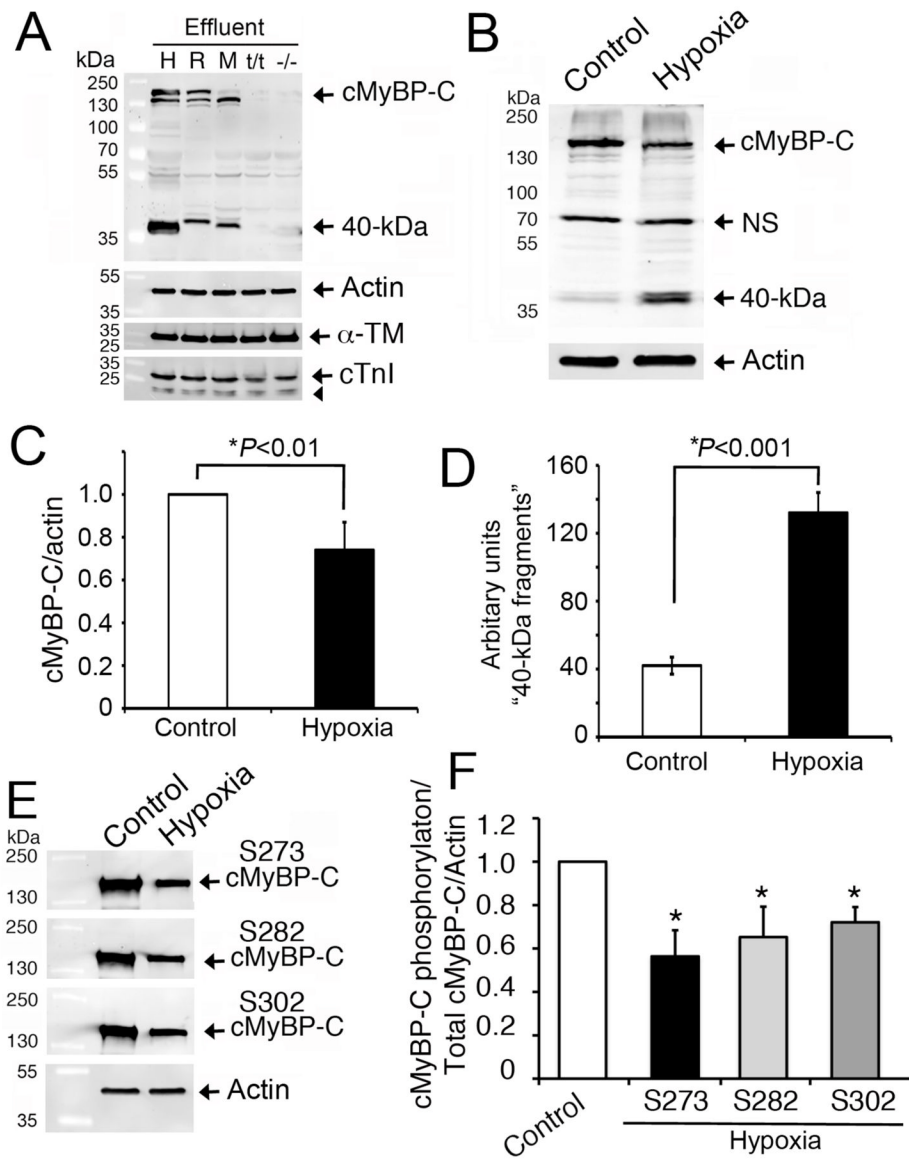 A
Effluent
kDa
H R M t/t -/-
250
130
100
70
55
35
cMyBP-C
40-kDa
55
35
Actin
35
25
α-TM
35
25
cTnI
B
Control
Hypoxia
kDa
250
130
100
70
55
35
cMyBP-C
NS
40-kDa
Actin
C
*P<0.01
cMyBP-C/actin
1.0
0.8
0.6
0.4
0.2
0
Control
Hypoxia
D
*P<0.001
Arbitary units
“40-kDa fragments”
160
120
80
40
0
Control
Hypoxia
E
Control
Hypoxia
kDa
250
130
S273
cMyBP-C
250
130
S282
cMyBP-C
250
130
S302
cMyBP-C
55
35
Actin
F
cMyBP-C phosphorylaton/
Total cMyBP-C/Actin
1.2
1
0.8
0.6
0.4
0.2
0
* * *
Control
S273 S282 S302
Hypoxia